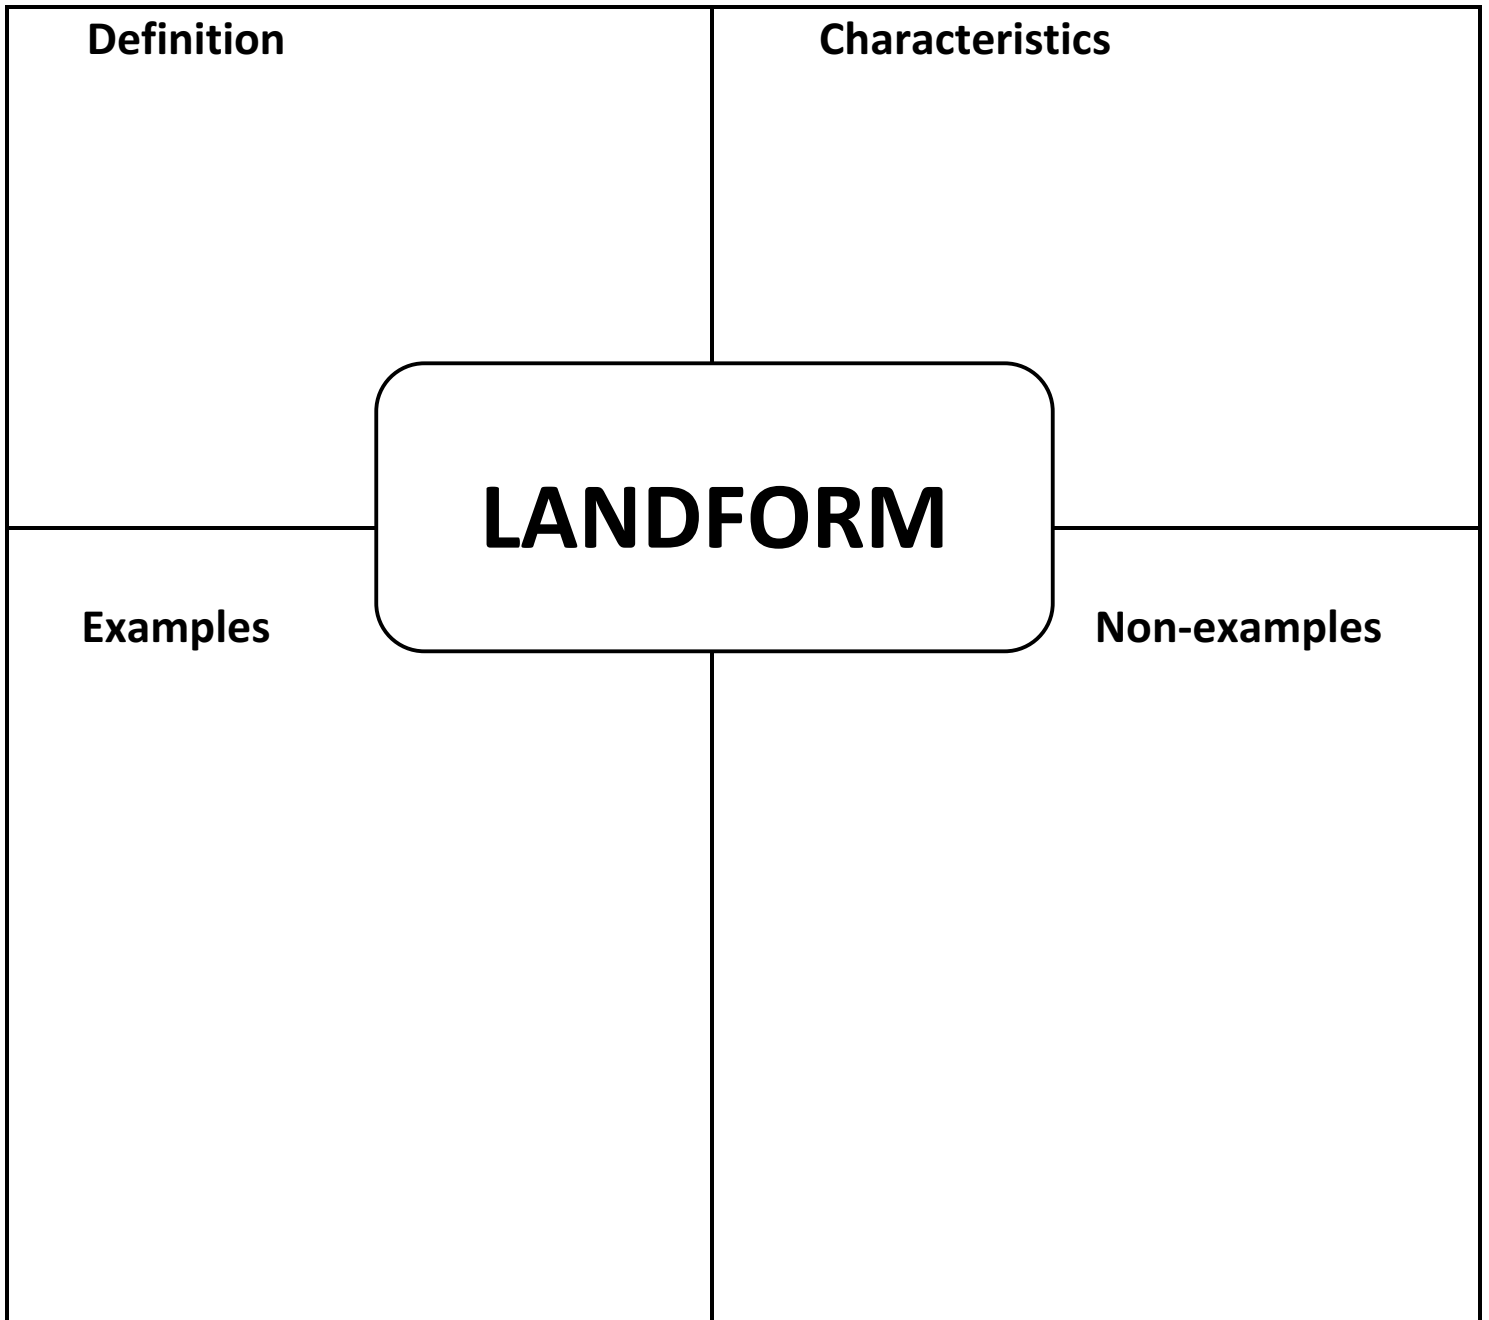 Definition
Characteristics
LANDFORM
Examples
Non-examples